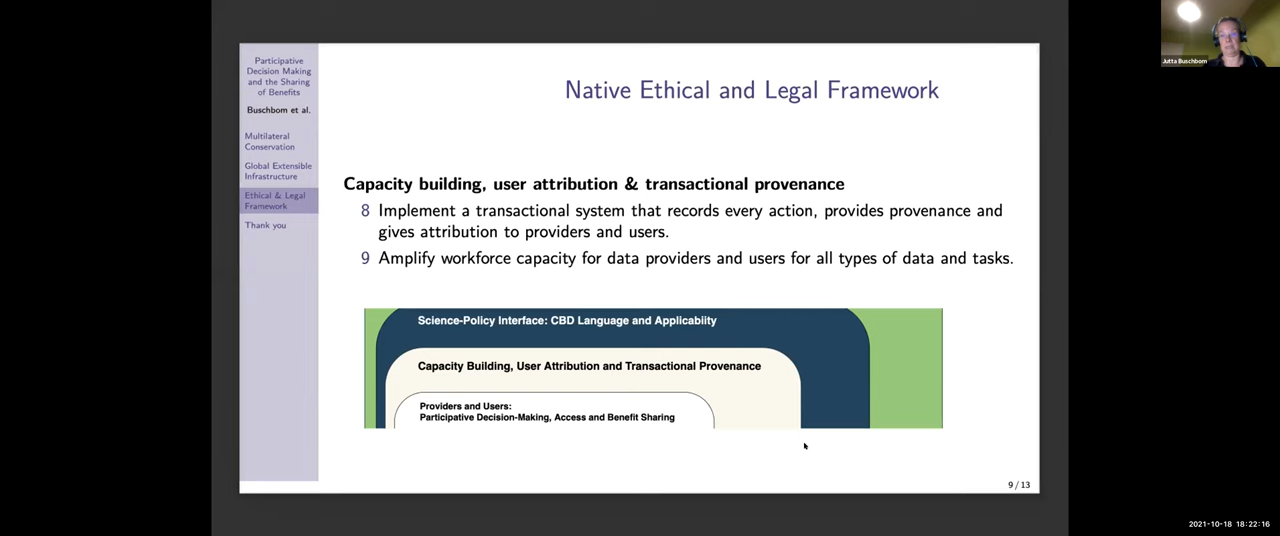 Participative
Decision Making
and the Sharing
of Benefits
Buschbom et al.
Multilateral
Conservation
Global Extensible
Infrastructure
Ethical & Legal
Framework
Thank you
Native Ethical and Legal Framework
Capacity building, user attribution & transactional provenance
8 Implement a transactional system that records every action, provides provenance and
gives attribution to providers and users.
9 Amplify workforce capacity for data providers and users for all types of data and tasks.
Science-Policy Interface: CBD Language and Applicabiity
Capacity Building, User Attribution and Transactional Provenance
Providers and Users:
Participative Decision-Making, Access and Benefit Sharing
9 / 13
Jutta Buschbom
2021-10-18 18:22:16